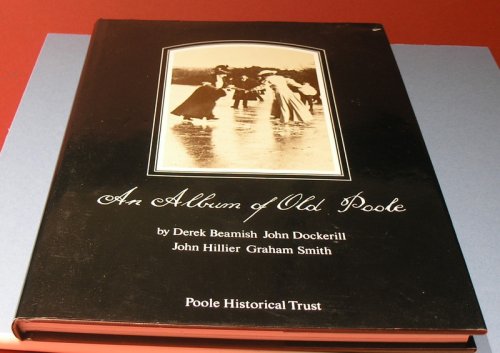 An Album of Old Poole
by Derek Beamish John Dockerill
John Hillier Graham Smith
Poole Historical Trust